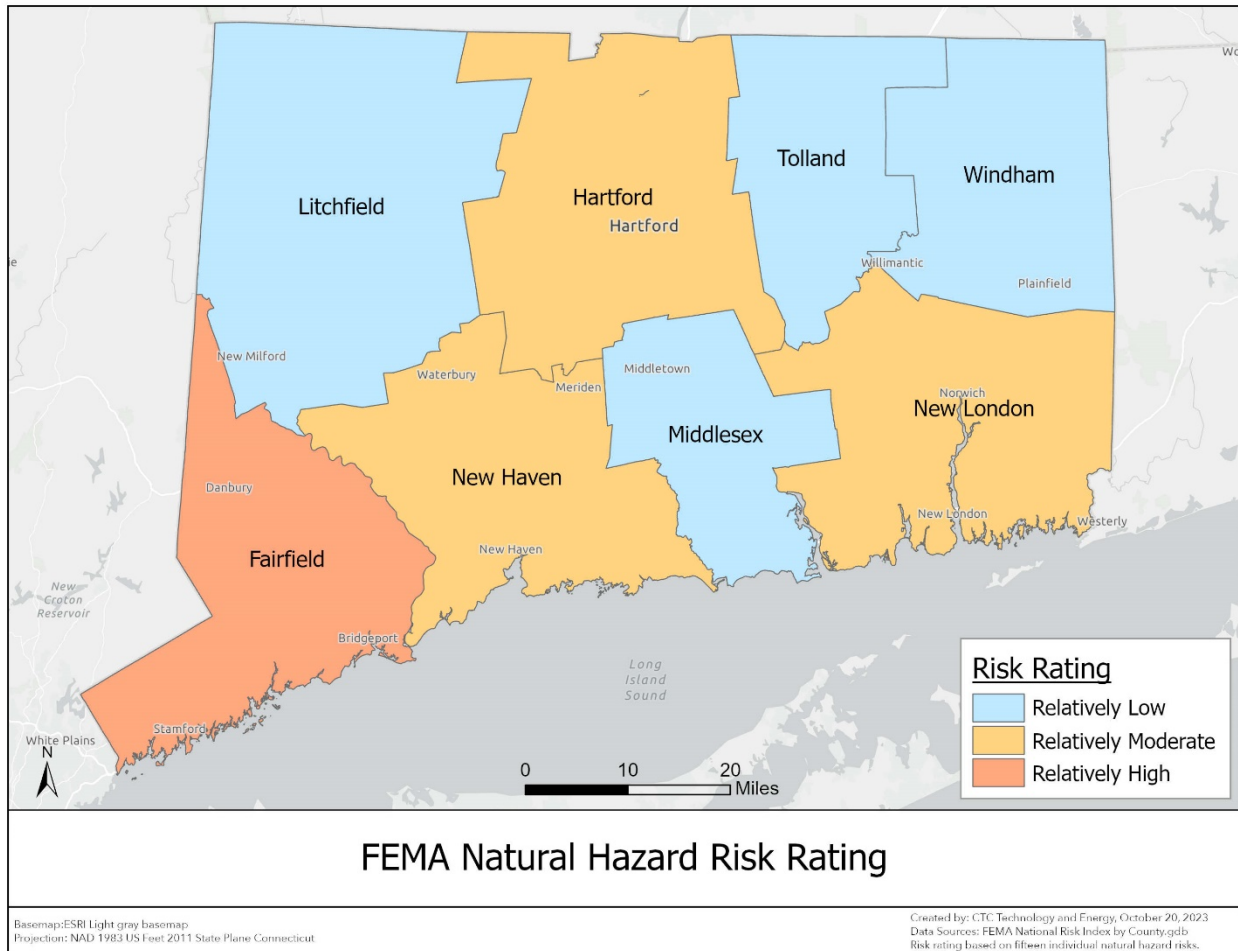 Wo
Tolland
Windham
Litchfield
Hartford
Hartford
Willimantic
Plainfield
New Milford
Waterbury
Meriden
Middletown
Norwich
New London
Middlesex
New Haven
Danbury
New London
Westerly
New Haven
Fairfield
New
Croton
Reservoir
Bridgeport
Long
Island
Sound
Stamford
White Plains
N
0 10 20
Miles
Risk Rating
Relatively Low
Relatively Moderate
Relatively High
FEMA Natural Hazard Risk Rating
Basemap:ESRI Light gray basemap
Projection: NAD 1983 US Feet 2011 State Plane Connecticut
Created by: CTC Technology and Energy, October 20, 2023
Data Sources: FEMA National Risk Index by County.gdb
Risk rating based on fifteen individual natural hazard risks.